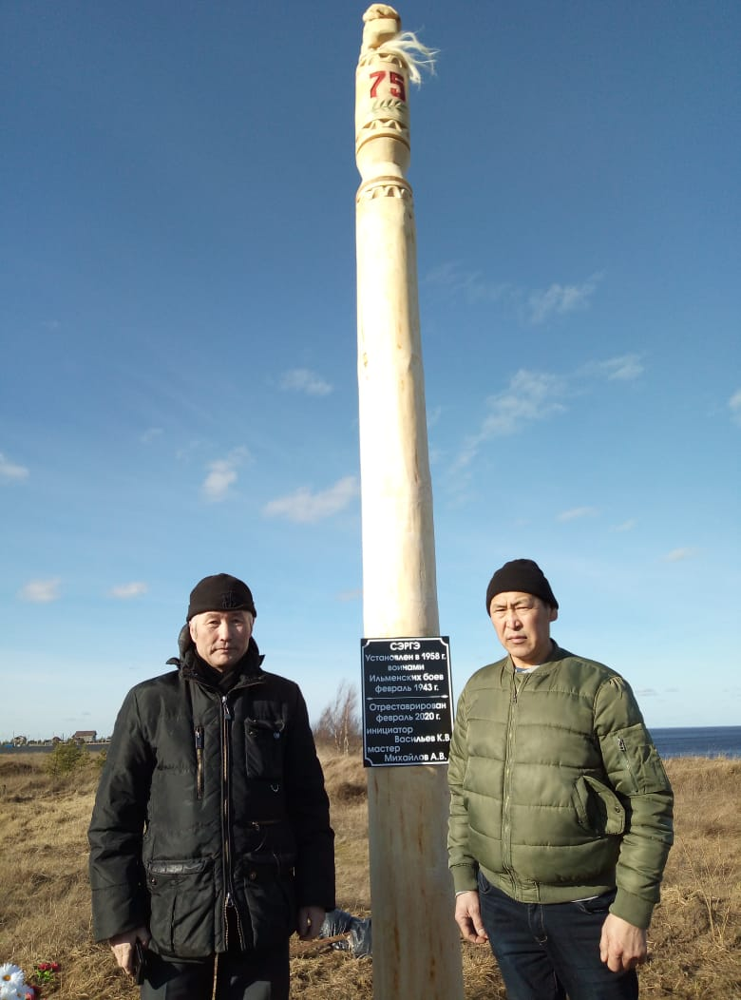 75
СЭРГЭ
Установлен в 1958 г.
воинами
Ильменских боев
февраль 1943 г.
Отреставрирован
февраль 2020 г.
инициатор
Васильев К.В.
мастер
Михайлов А.В.